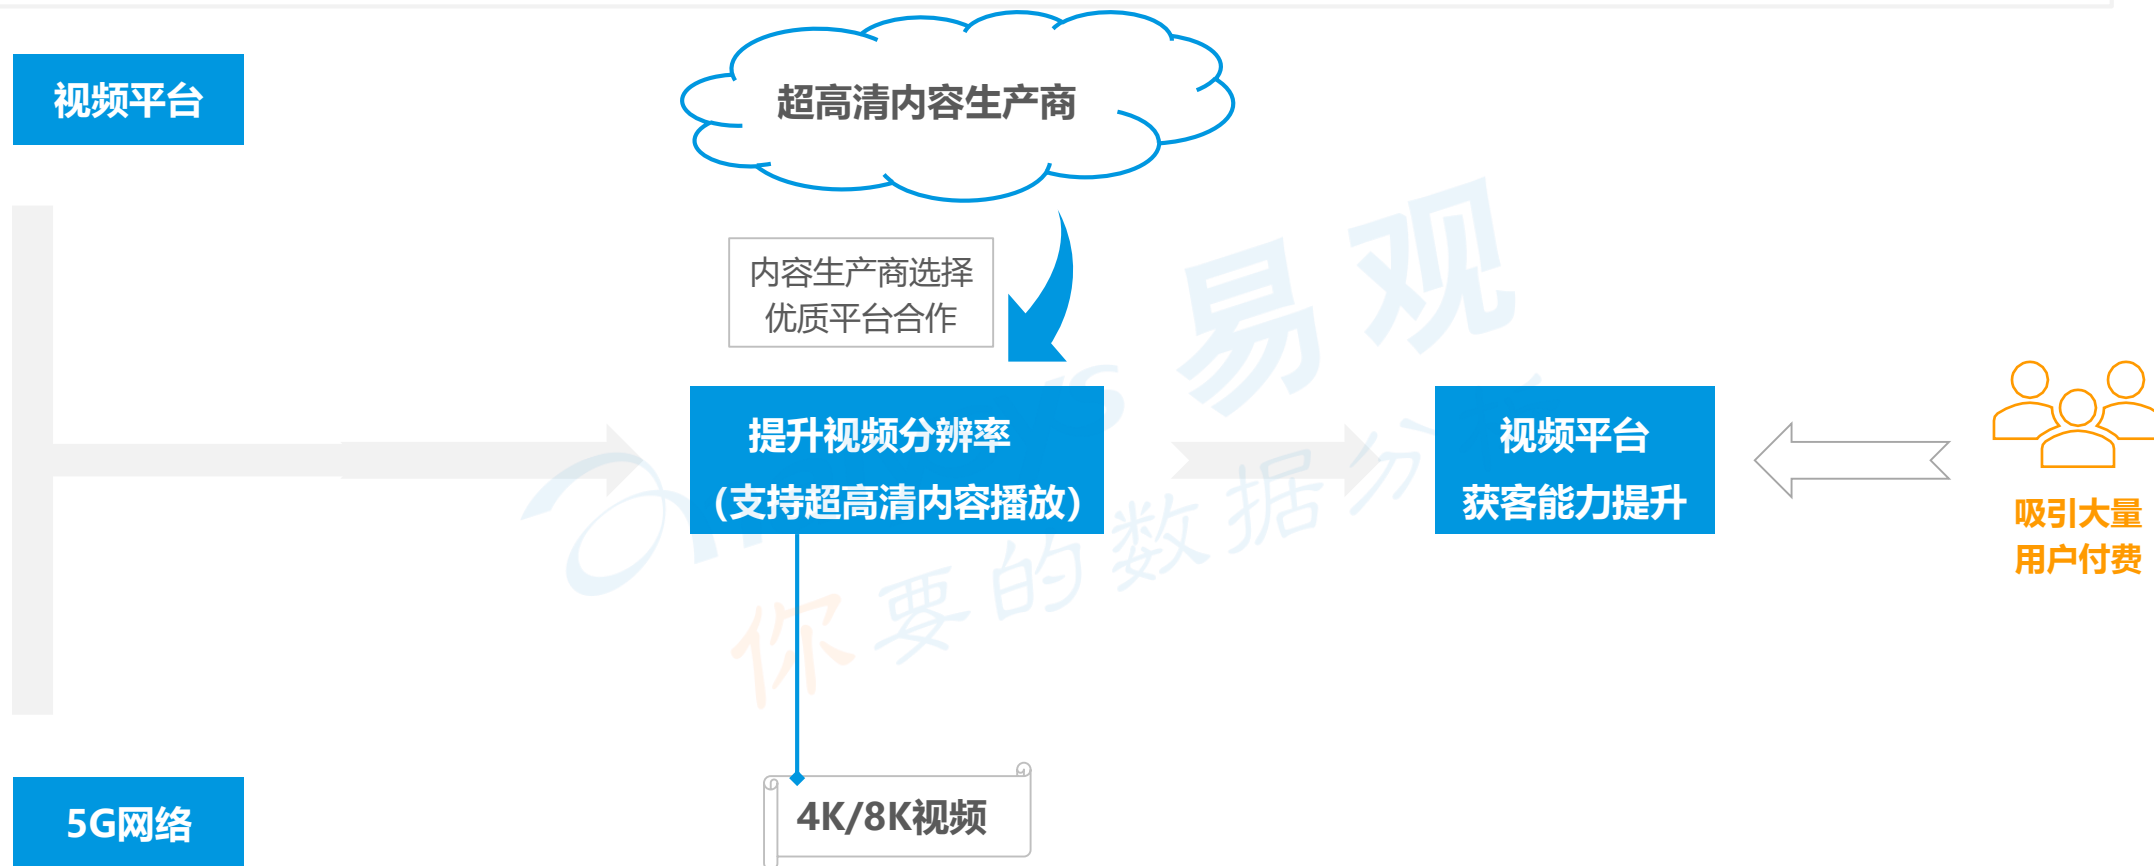 视频平台
超高清内容生产商
内容生产商选择
优质平台合作
提升视频分辨率
（支持超高清内容播放）
视频平台
获客能力提升
吸引大量
用户付费
4K/8K视频
5G网络
易观
你要的数据分